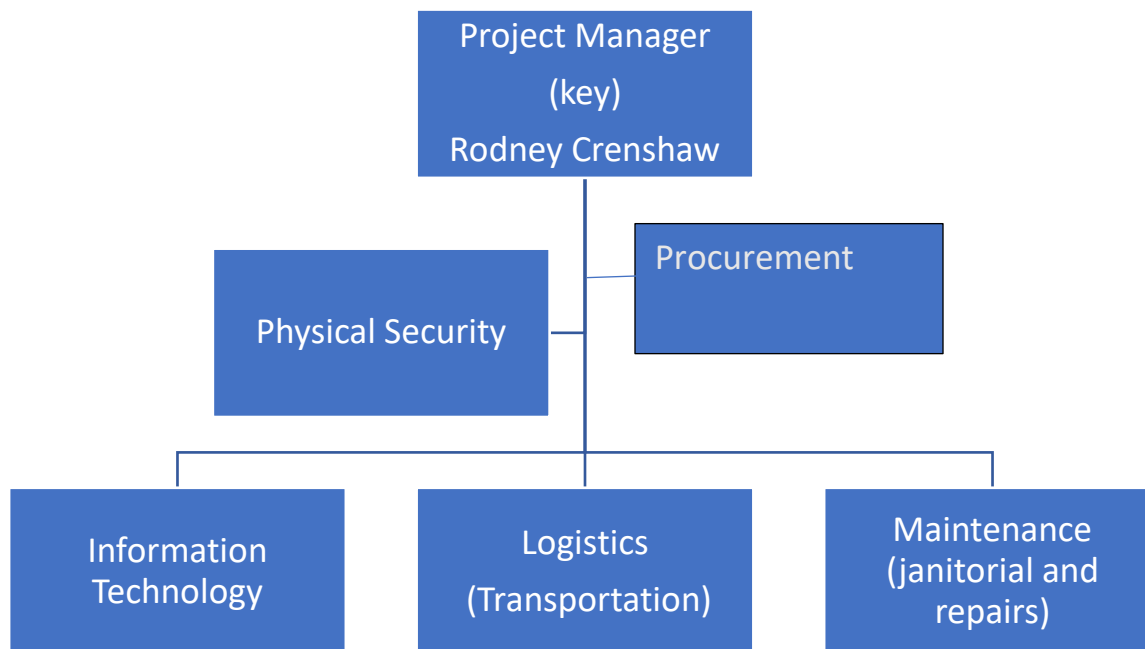 Project Manager
(key)
Rodney Crenshaw
Procurement
Physical Security
Information
Technology
Logistics
(Transportation)
Maintenance
(janitorial and
repairs)